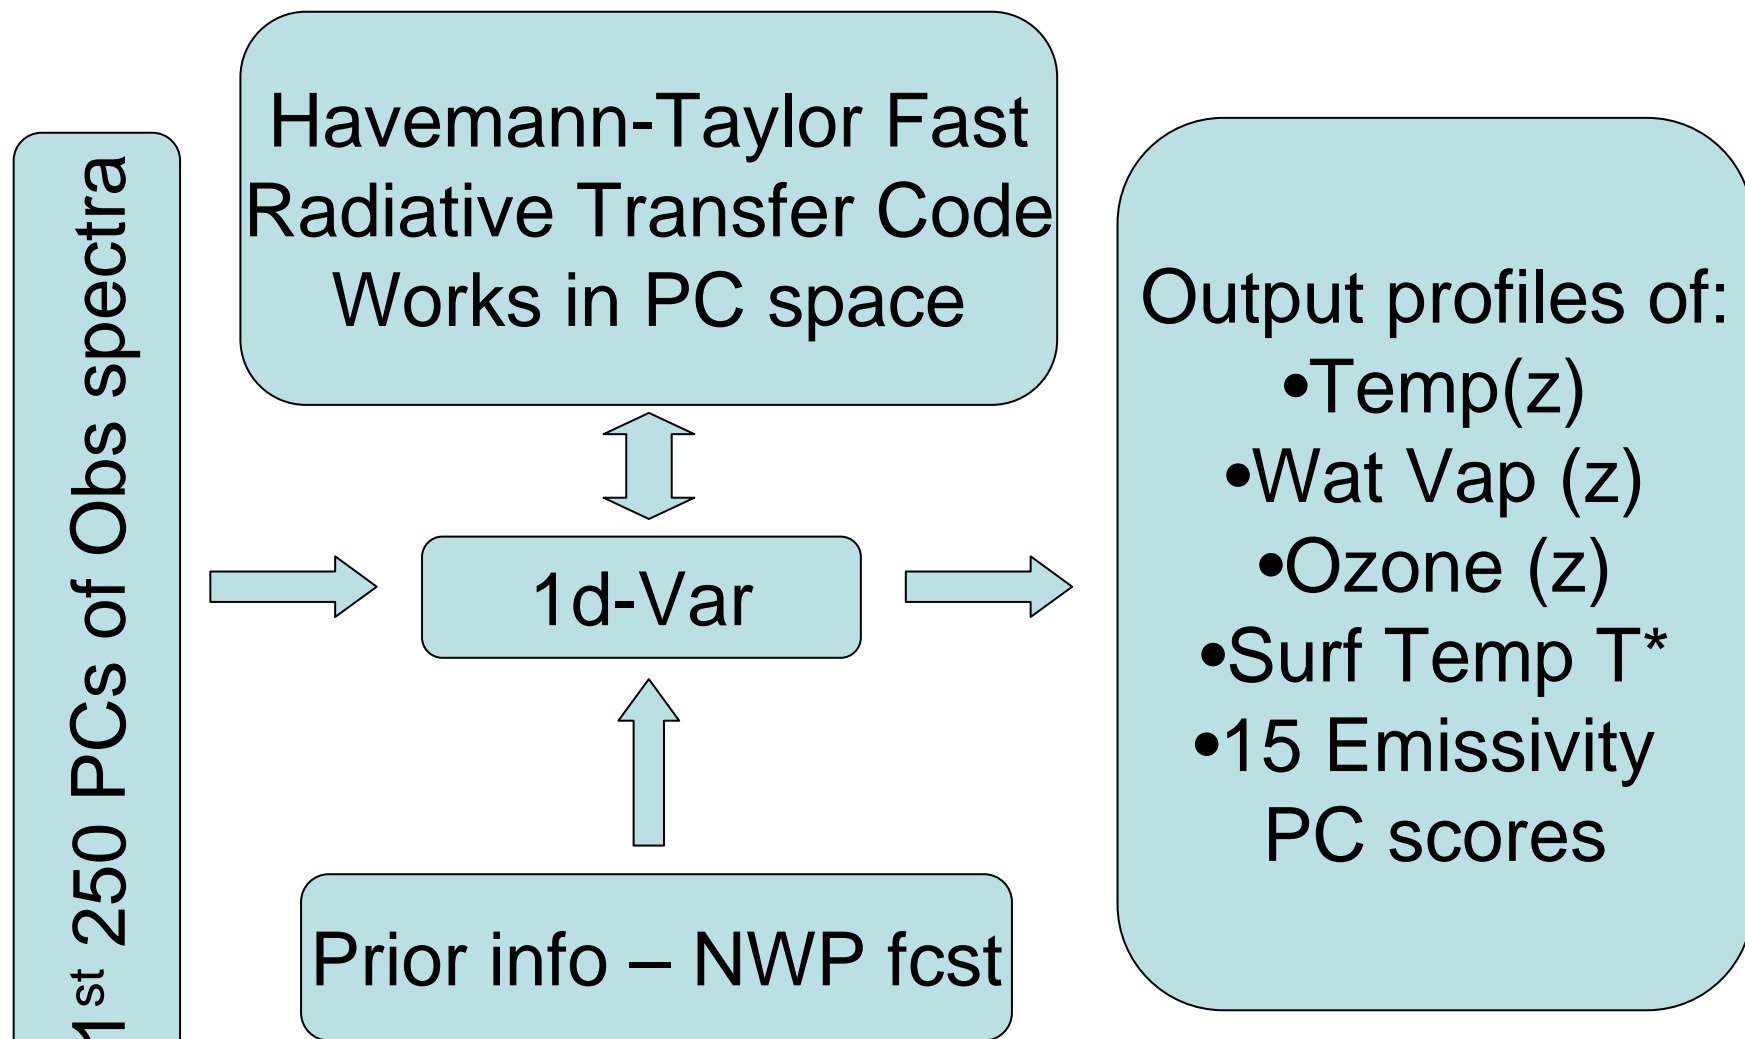 1st 250 PCs of Obs spectra
Havemann-Taylor Fast
Radiative Transfer Code
Works in PC space
1d-Var
Prior info – NWP fcst
Output profiles of:
•Temp(z)
•Wat Vap (z)
•Ozone (z)
•Surf Temp T*
•15 Emissivity
PC scores